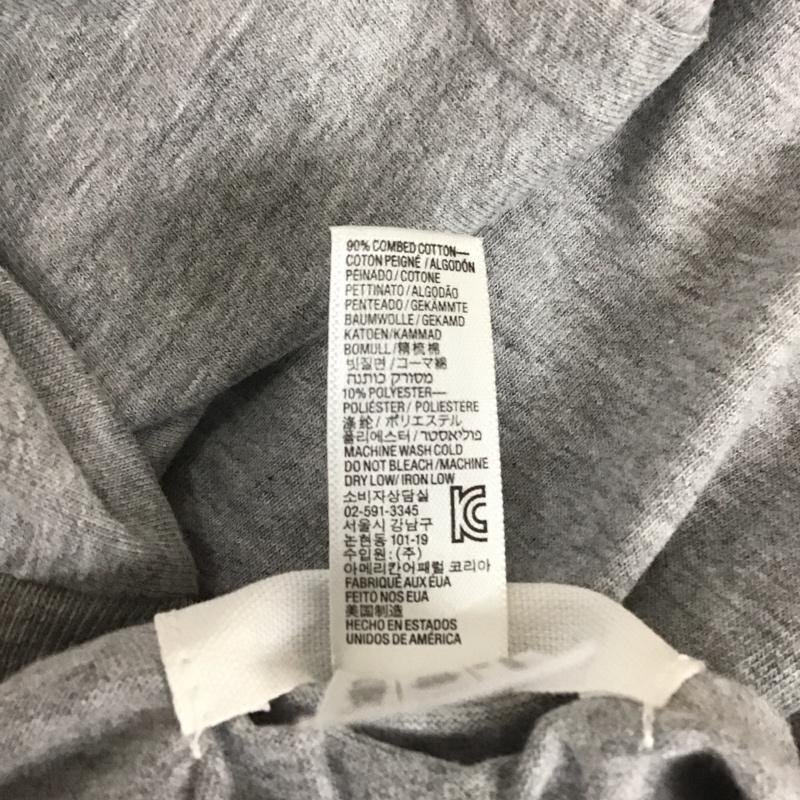 90% COMBED COTTON—
COTON PEIGNÉ / ALGODÓN
PEINADO / COTONE
PETTINATO / ALGODÃO
PENTEADO / GEKÄMMTE
BAUMWOLLE / GEKAMD
KATOEN / KAMMAD
BOMULL / 精梳棉
빗질면 / コーマ綿
מסורק כותנה
10% POLYESTER—
POLIÉSTER / POLIESTERE
涤纶 / ポリエステル
폴리에스터 / פוליאסטר
MACHINE WASH COLD
DO NOT BLEACH / MACHINE
DRY LOW / IRON LOW
소비자상담실
02-591-3345
서울시 강남구
논현동 101-19
수입원 : (주)
아메리칸어패럴 코리아
FABRIQUÉ AUX ÉUA
FEITO NOS EUA
美国制造
HECHO EN ESTADOS
UNIDOS DE AMÉRICA
KC